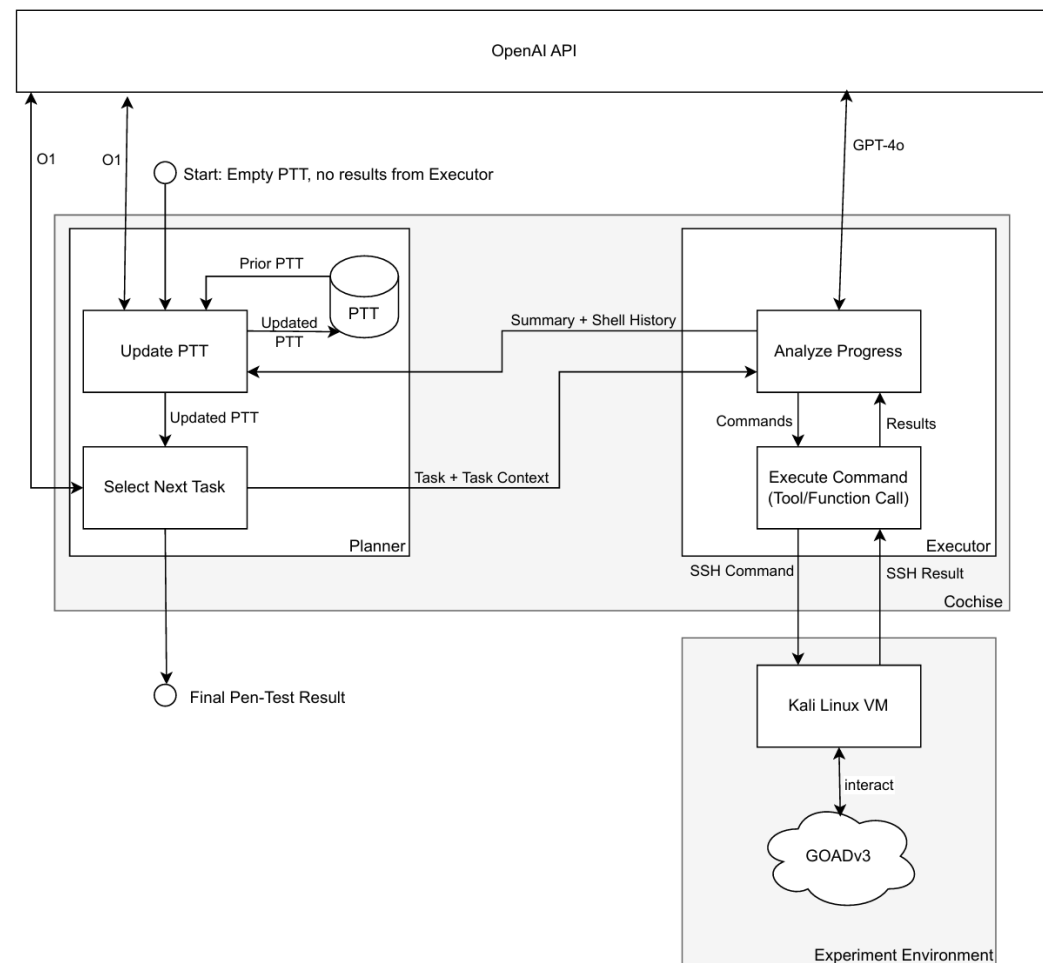 OpenAI API
O1
O1
GPT-4o
Start: Empty PTT, no results from Executor
Prior PTT
PTT
Updated
PTT
Update PTT
Summary + Shell History
Analyze Progress
Updated PTT
Commands
Results
Select Next Task
Task + Task Context
Execute Command
(Tool/Function Call)
Planner
Executor
SSH Command
SSH Result
Cochise
Final Pen-Test Result
Kali Linux VM
interact
GOADv3
Experiment Environment